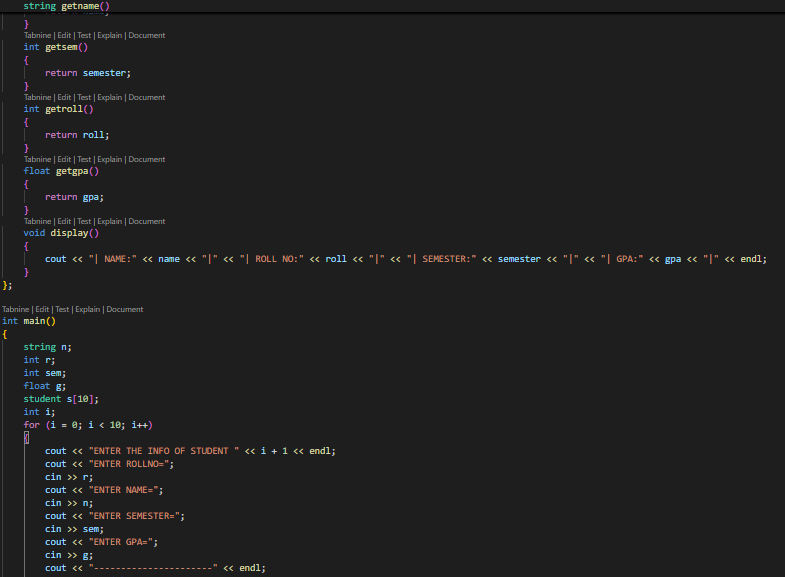 string getname()
}
Tabnine | Edit | Test | Explain | Document
int getsem()
{
return semester;
}
Tabnine | Edit | Test | Explain | Document
int getroll()
{
return roll;
}
Tabnine | Edit | Test | Explain | Document
float getgpa()
{
return gpa;
}
Tabnine | Edit | Test | Explain | Document
void display()
{
cout << "| NAME:" << name << "|" << "| ROLL NO:" << roll << "|" << "| SEMESTER:" << semester << "|" << "| GPA:" << gpa << "|" << endl;
}
};
Tabnine | Edit | Test | Explain | Document
int main()
{
string n;
int r;
int sem;
float g;
student s[10];
int i;
for (i = 0; i < 10; i++)
{
cout << "ENTER THE INFO OF STUDENT " << i + 1 << endl;
cout << "ENTER ROLLNO=";
cin >> r;
cout << "ENTER NAME=";
cin >> n;
cout << "ENTER SEMESTER=";
cin >> sem;
cout << "ENTER GPA=";
cin >> g;
cout << "----------------------" << endl;